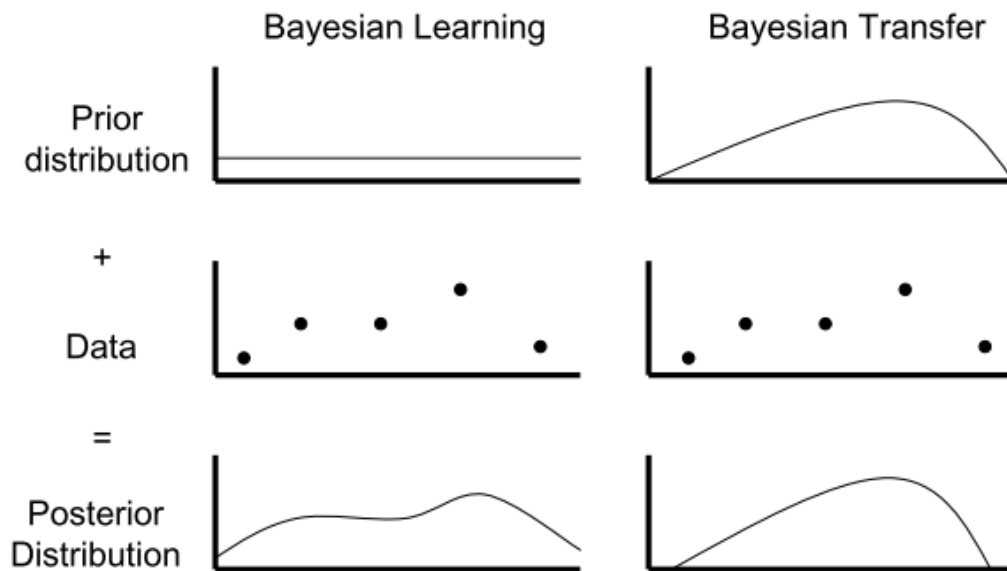 Bayesian Learning
Bayesian Transfer
Prior
distribution
+
Data
=
Posterior
Distribution